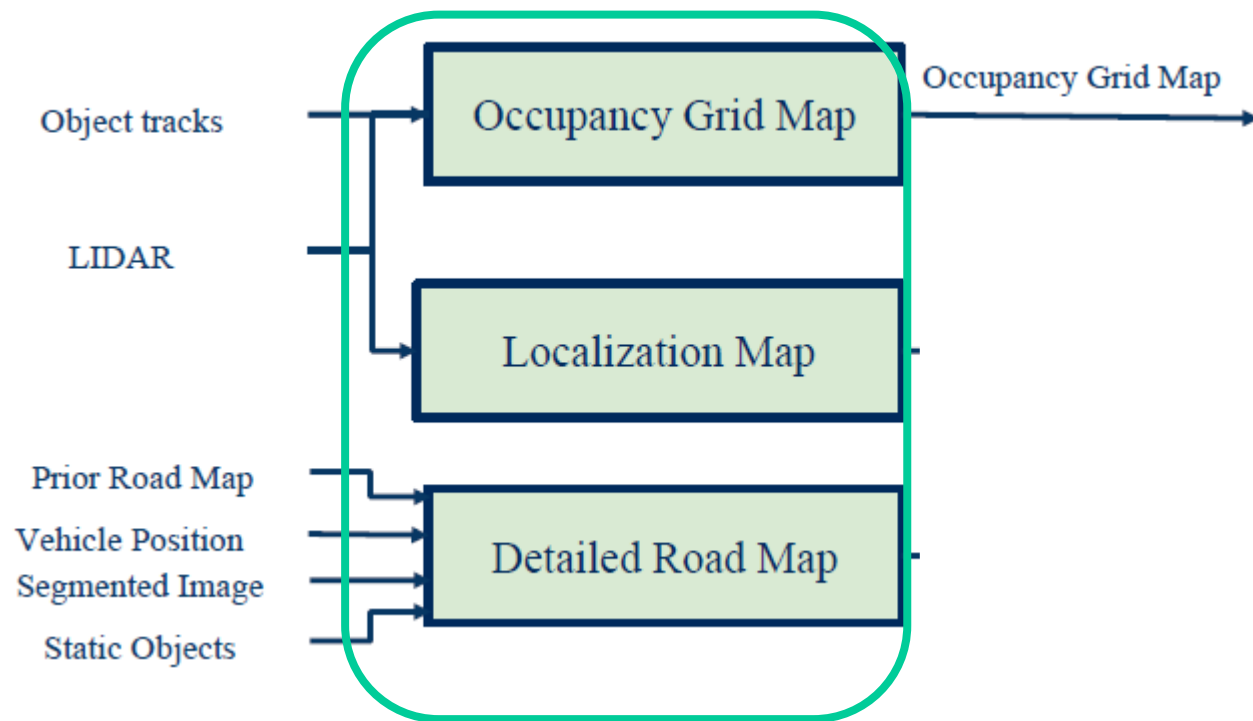 Occupancy Grid Map
Object tracks
Occupancy Grid Map
LIDAR
Localization Map
Prior Road Map
Vehicle Position
Detailed Road Map
Segmented Image
Static Objects